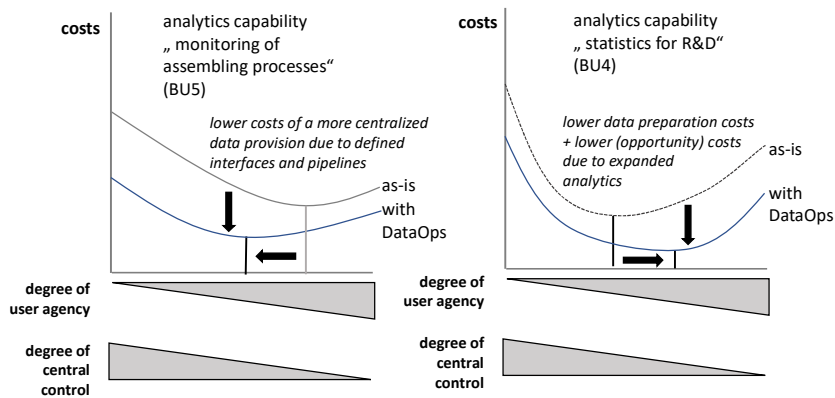 costs
analytics capability
„ monitoring of
assembling processes“
(BU5)
lower costs of a more centralized
data provision due to defined
interfaces and pipelines
as-is
with
DataOps
degree of
user agency
degree of
central
control
costs
analytics capability
„ statistics for R&D“
(BU4)
lower data preparation costs
+ lower (opportunity) costs
due to expanded
analytics
as-is
with
DataOps
degree of
user agency
degree of
central
control